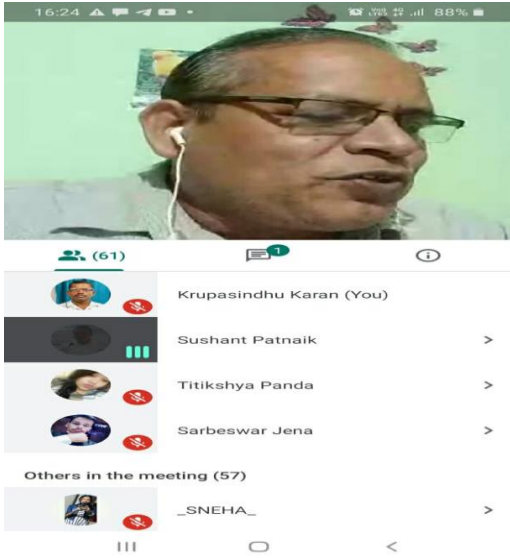 16:24
88%
(61)
1
Krupasindhu Karan (You)
Sushant Patnaik
Titikshya Panda
Sarbeswar Jena
Others in the meeting (57)
_SNEHA_